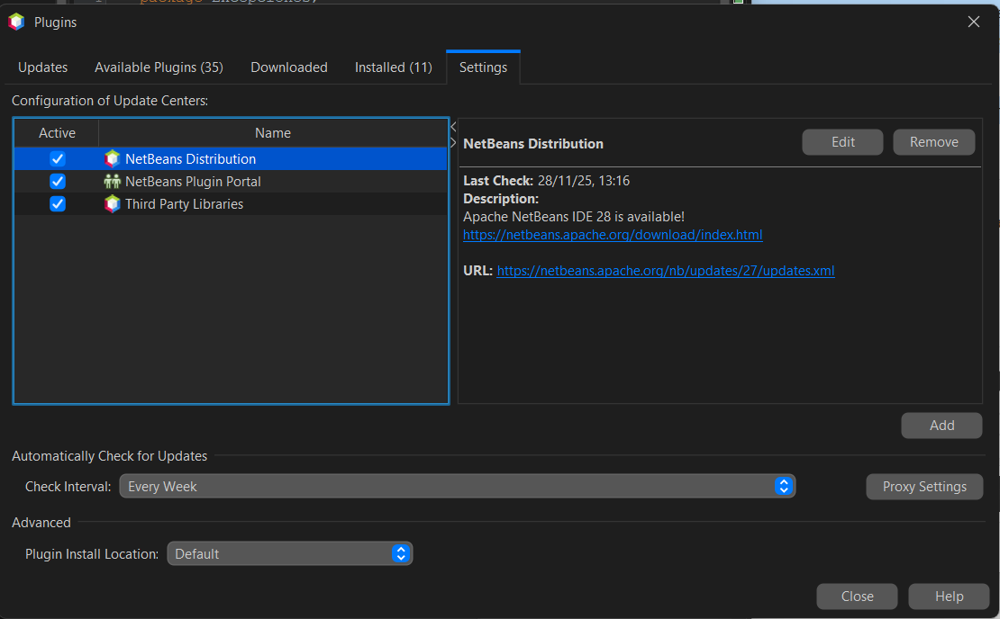 package Excepciones;
Plugins
Updates Available Plugins (35) Downloaded Installed (11) Settings
Configuration of Update Centers:
Active Name
NetBeans Distribution
NetBeans Plugin Portal
Third Party Libraries
NetBeans Distribution Edit Remove
Last Check: 28/11/25, 13:16
Description:
Apache NetBeans IDE 28 is available!
https://netbeans.apache.org/download/index.html
URL: https://netbeans.apache.org/nb/updates/27/updates.xml
Add
Automatically Check for Updates
Check Interval: Every Week Proxy Settings
Advanced
Plugin Install Location: Default
Close Help